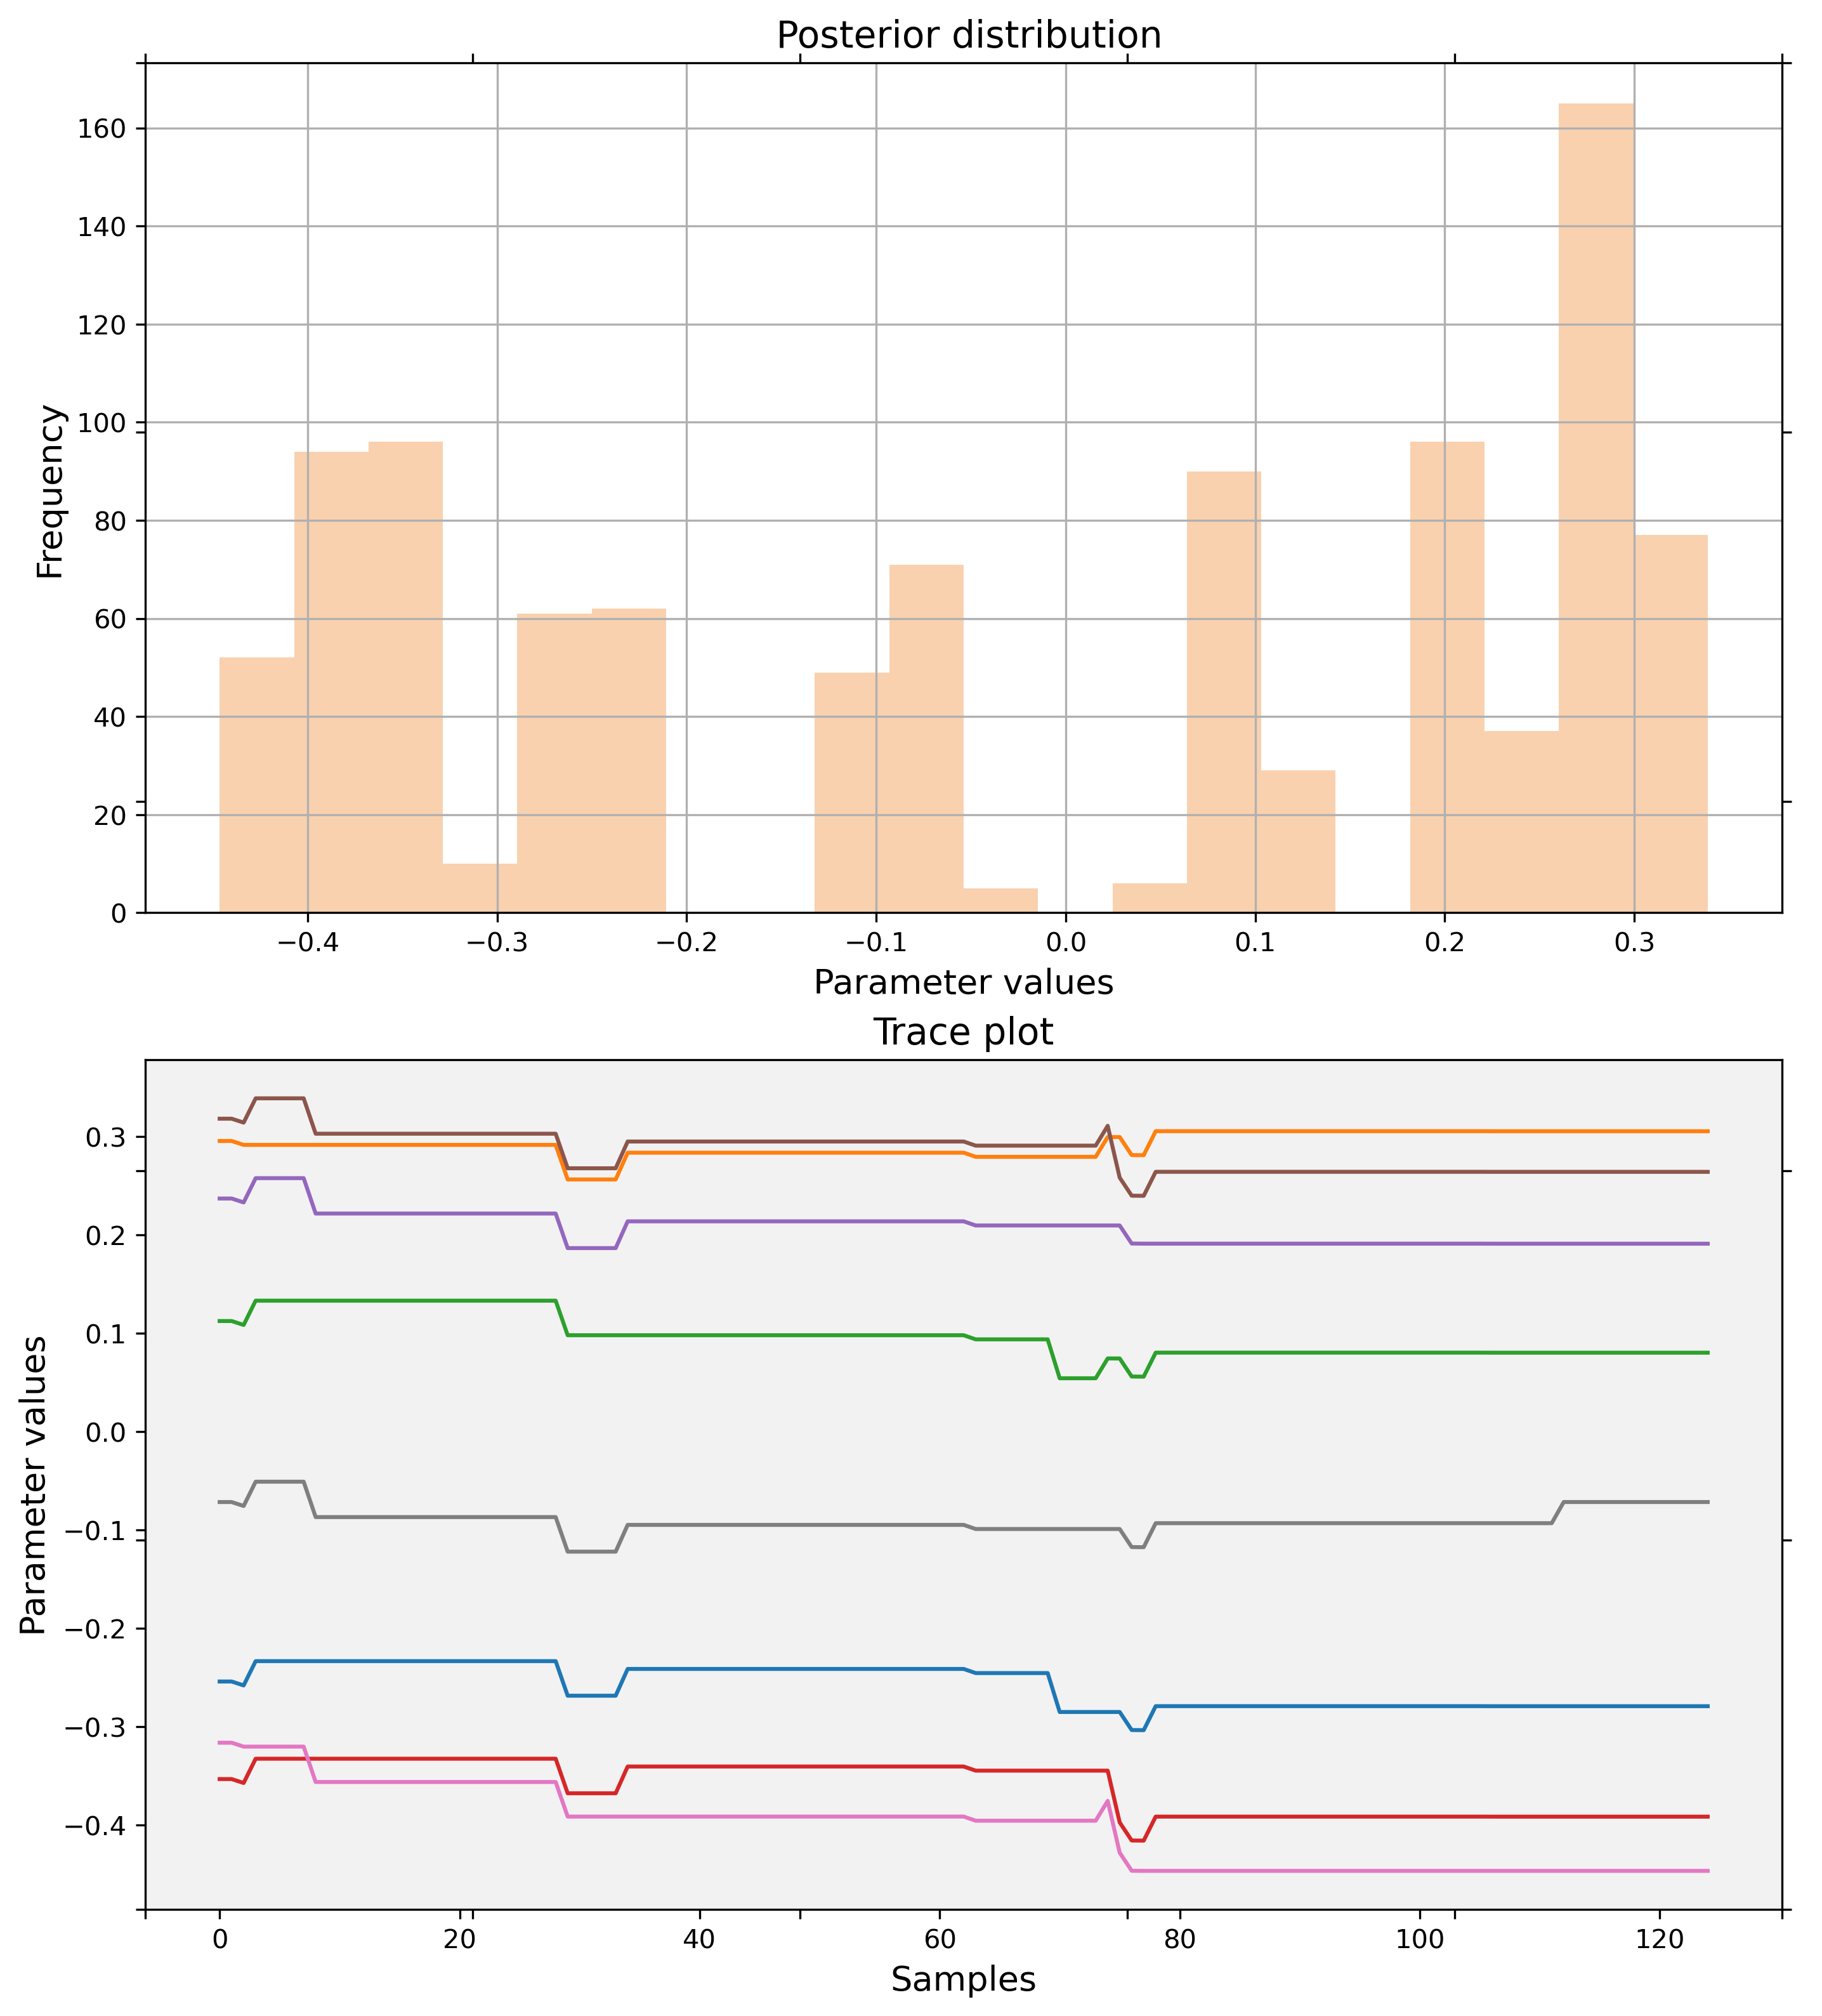 Posterior distribution
Frequency
160
140
120
100
80
60
40
20
0
−0.4 −0.3 −0.2 −0.1 0.0 0.1 0.2 0.3
Parameter values
Trace plot
Parameter values
0.3
0.2
0.1
0.0
−0.1
−0.2
−0.3
−0.4
0 20 40 60 80 100 120
Samples